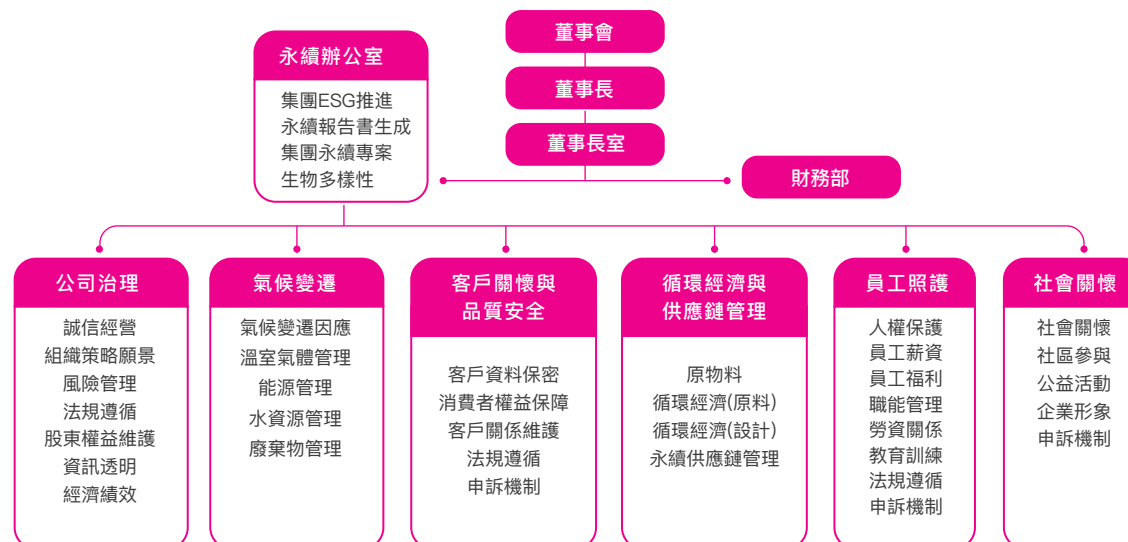 董事會
董事長
董事長室
財務部
永續辦公室
集團ESG推進
永續報告書生成
集團永續專案
生物多樣性
公司治理
誠信經營
組織策略願景
風險管理
法規遵循
股東權益維護
資訊透明
經濟績效
氣候變遷
氣候變遷因應
溫室氣體管理
能源管理
水資源管理
廢棄物管理
客戶關懷與
品質安全
客戶資料保密
消費者權益保障
客戶關係維護
法規遵循
申訴機制
循環經濟與
供應鏈管理
原物料
循環經濟(原料)
循環經濟(設計)
永續供應鏈管理
員工照護
人權保護
員工薪資
員工福利
職能管理
勞資關係
教育訓練
法規遵循
申訴機制
社會關懷
社會關懷
社區參與
公益活動
企業形象
申訴機制